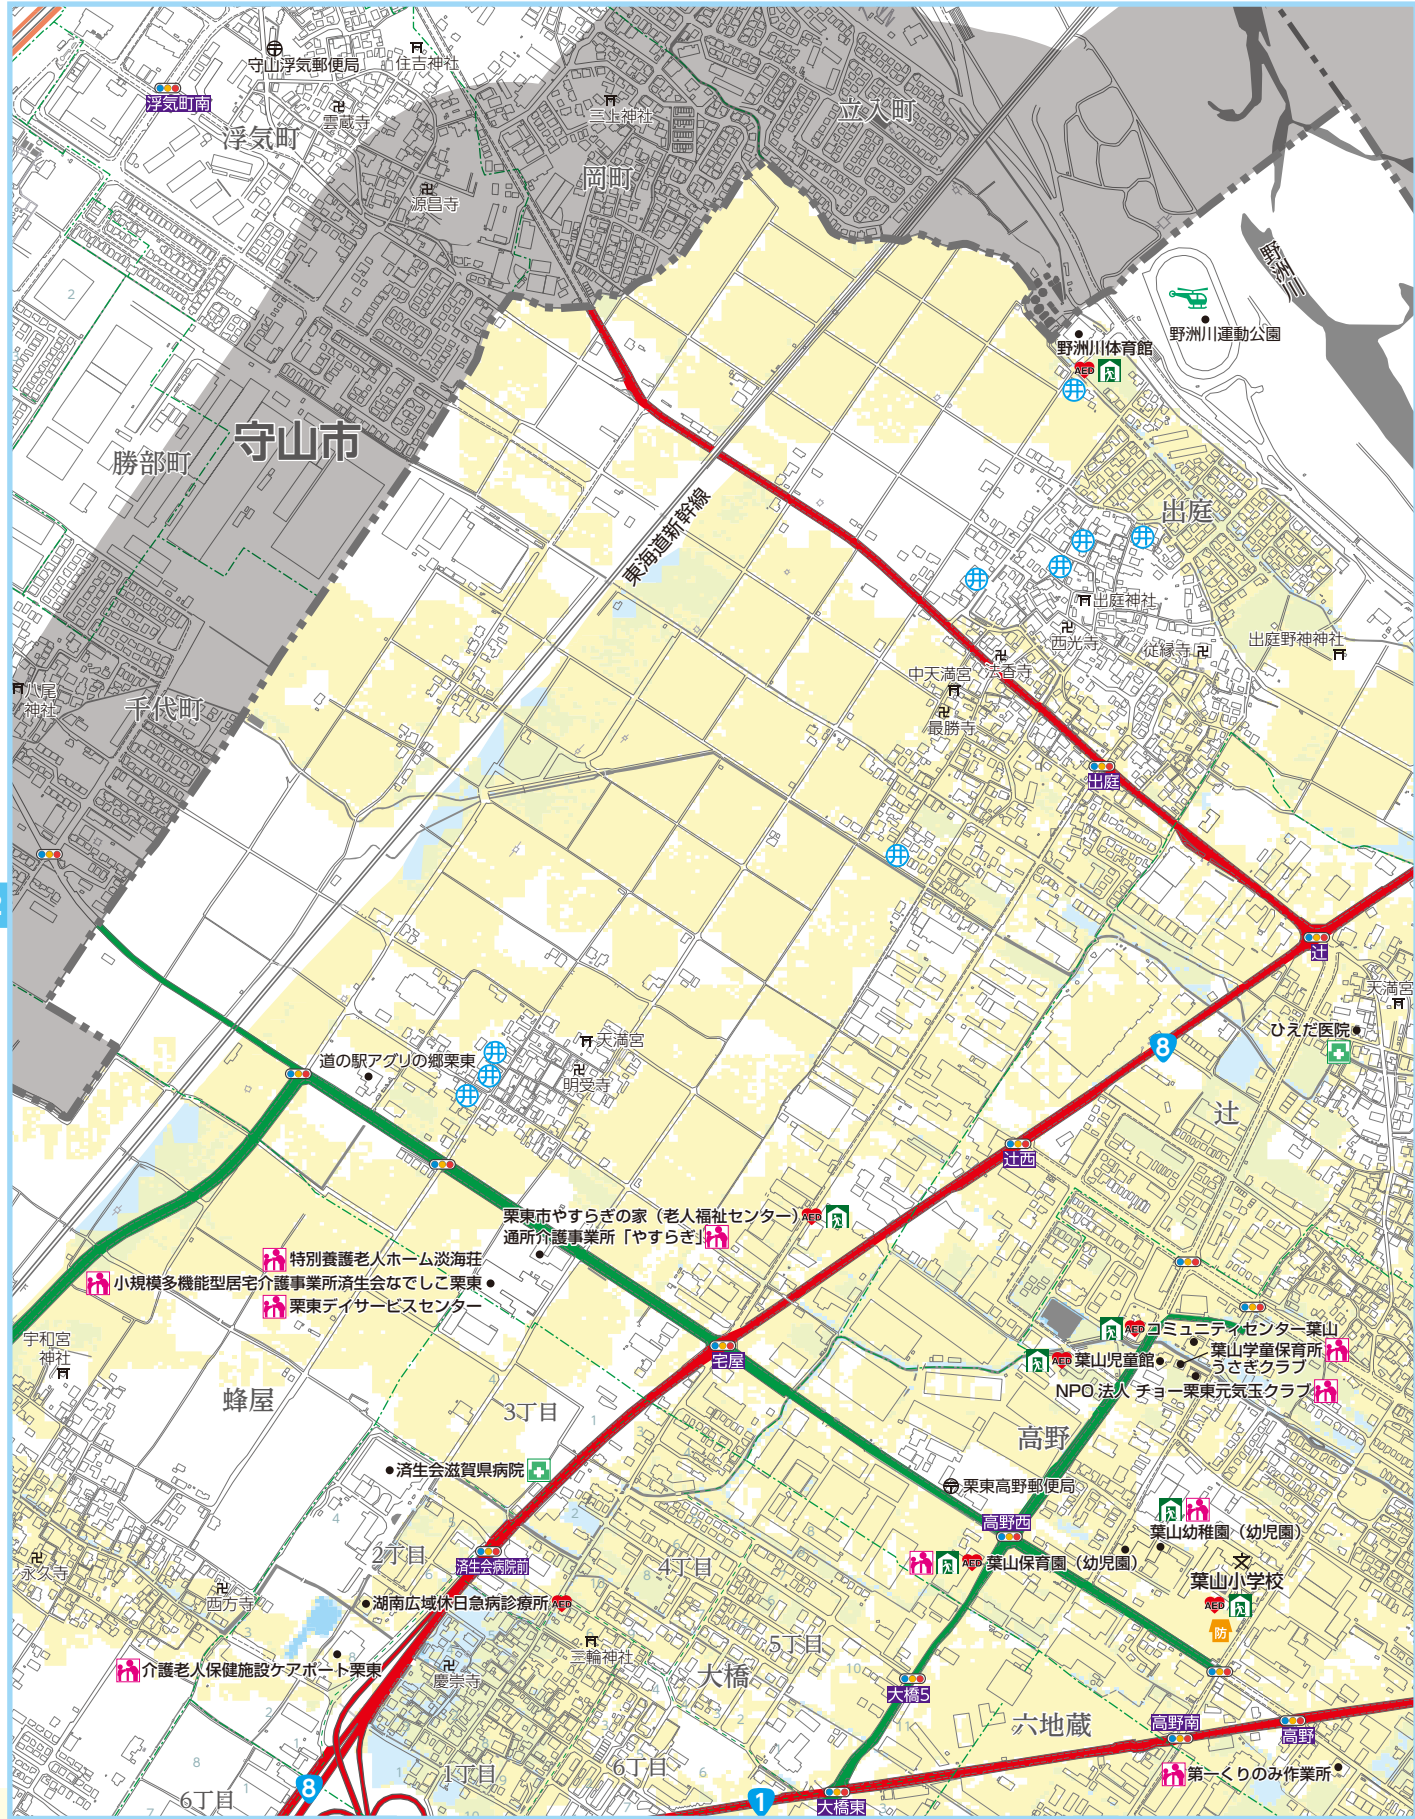 守山浮気郵便局
住吉神社
浮気町南
雲蔵寺
浮気町
三上神社
立入町
岡町
源昌寺
2
野洲川
野洲川運動公園
野洲川体育館
AED
守山市
勝部町
東海道新幹線
出庭
出庭神社
西光寺
従縁寺
出庭野神神社
法香寺
中天満宮
最勝寺
八尾
神社
千代町
出庭
辻
天満宮
ひえだ医院
8
道の駅アグリの郷栗東
天満宮
明受寺
辻
辻西
栗東市やすらぎの家（老人福祉センター）
AED
通所介護事業所「やすらぎ」
特別養護老人ホーム淡海荘
小規模多機能型居宅介護事業所済生会なでしこ栗東
栗東デイサービスセンター
宇和宮
神社
宅屋
AED
コミュニティセンター葉山
葉山学童保育所
うさぎクラブ
AED
葉山児童館
NPO 法人 チョー栗東元気玉クラブ
蜂屋
3丁目
高野
済生会滋賀県病院
栗東高野郵便局
高野西
葉山幼稚園（幼児園）
2丁目
済生会病院前
4丁目
AED
葉山保育園（幼児園）
葉山小学校
AED
防
永久寺
西方寺
湖南広域休日急病診療所
AED
三輪神社
5丁目
慶崇寺
介護老人保健施設ケアポート栗東
大橋
大橋5
六地蔵
高野南
高野
6丁目
1丁目
第一くりのみ作業所
6丁目
8
1
大橋東